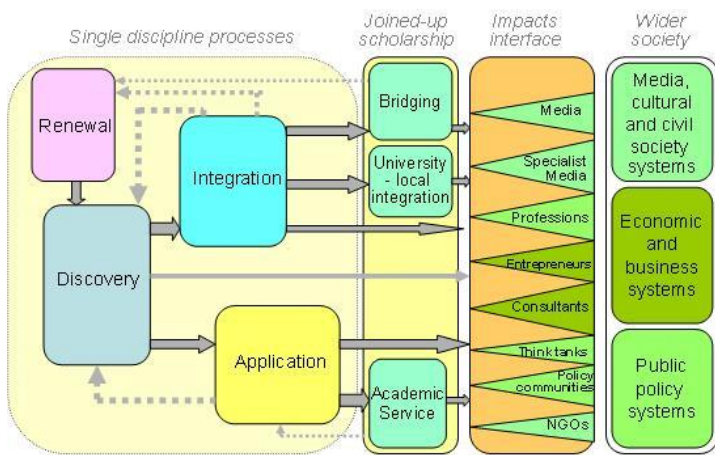 Single discipline processes
Joined-up
scholarship
Impacts
interface
Wider
society
Renewal
Discovery
Integration
Application
Bridging
University
- local
integration
Academic
Service
Media
Specialist
Media
Professions
Entrepreneurs
Consultants
Think tanks
Policy
communities
NGOs
Media,
cultural
and civil
society
systems
Economic
and
business
systems
Public
policy
systems